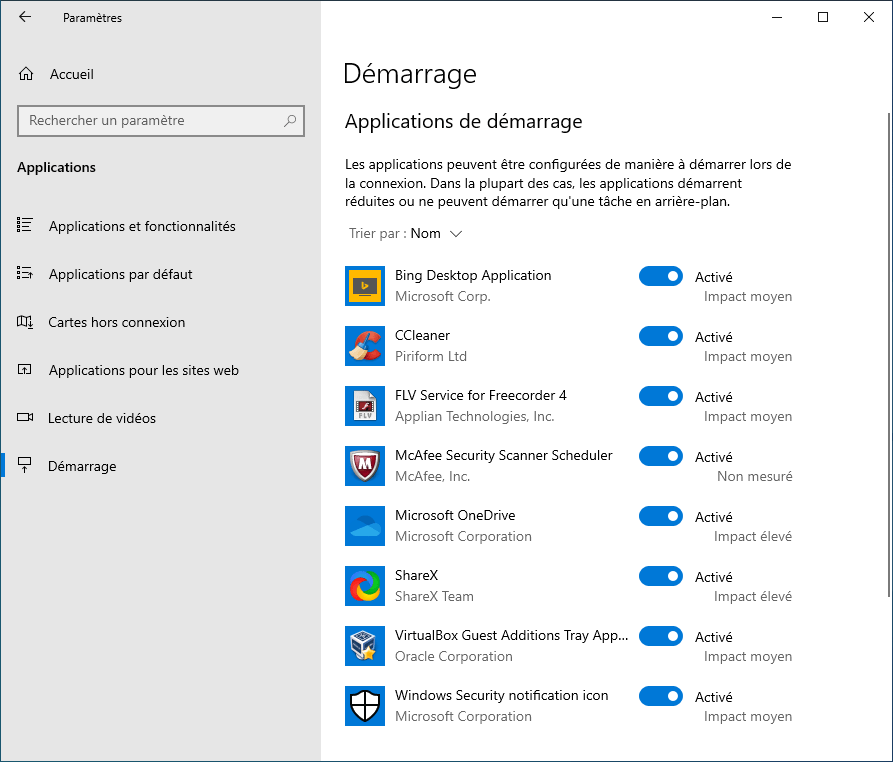 Paramètres
Accueil
Rechercher un paramètre
Applications
Applications et fonctionnalités
Applications par défaut
Cartes hors connexion
Applications pour les sites web
Lecture de vidéos
Démarrage
Démarrage
Applications de démarrage
Les applications peuvent être configurées de manière à démarrer lors de
la connexion. Dans la plupart des cas, les applications démarrent
réduites ou ne peuvent démarrer qu'une tâche en arrière-plan.
Trier par : Nom
Bing Desktop Application Activé
Microsoft Corp. Impact moyen
CCleaner Activé
Piriform Ltd Impact moyen
FLV Service for Freecorder 4 Activé
FLV Applian Technologies, Inc. Impact moyen
McAfee Security Scanner Scheduler Activé
McAfee, Inc. Non mesuré
Microsoft OneDrive Activé
Microsoft Corporation Impact élevé
ShareX Activé
ShareX Team Impact élevé
VirtualBox Guest Additions Tray App... Activé
Oracle Corporation Impact moyen
Windows Security notification icon Activé
Microsoft Corporation Impact moyen